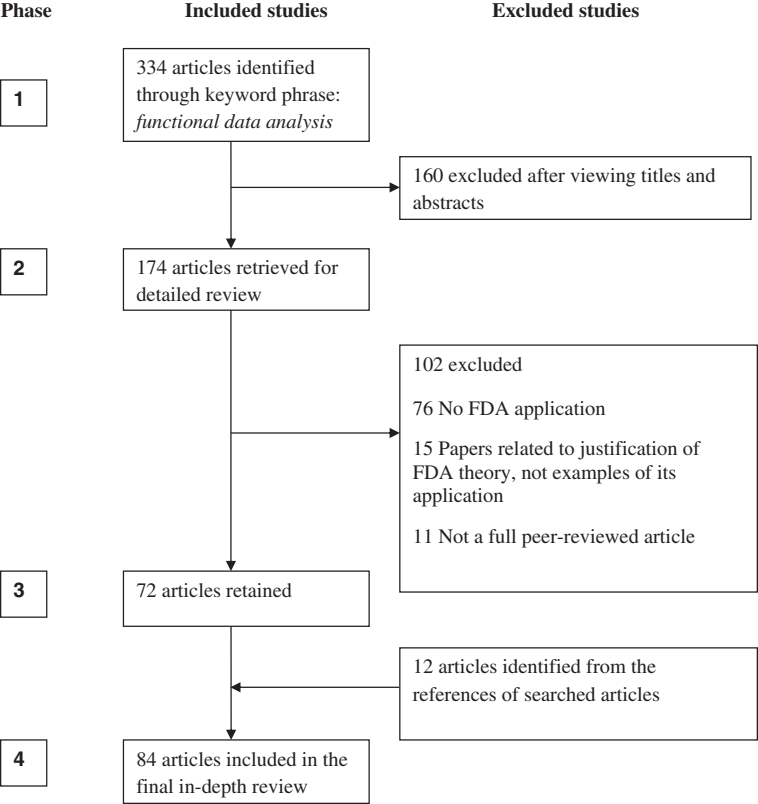 Phase
Included studies
Excluded studies
1
334 articles identified
through keyword phrase:
functional data analysis
160 excluded after viewing titles and
abstracts
2
174 articles retrieved for
detailed review
102 excluded
76 No FDA application
15 Papers related to justification of
FDA theory, not examples of its
application
11 Not a full peer-reviewed article
3
72 articles retained
12 articles identified from the
references of searched articles
4
84 articles included in the
final in-depth review